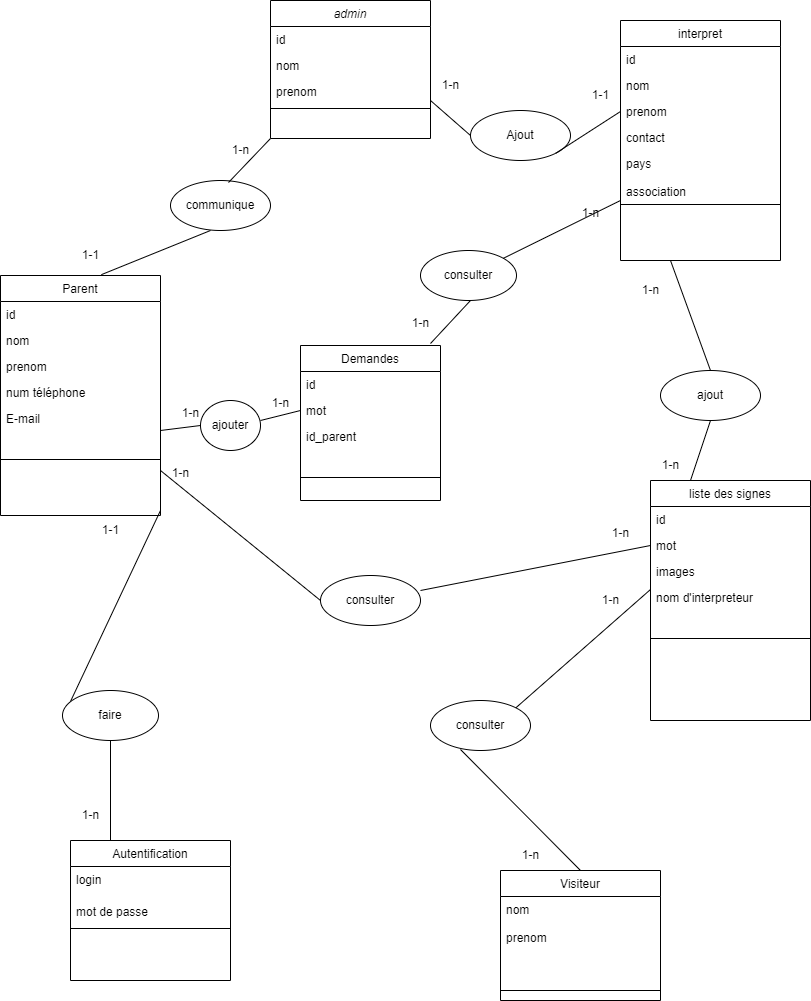 admin
id
nom
prenom
interpret
id
nom
prenom
contact
pays
association
1-n
Ajout
1-1
1-n
communique
1-1
1-n
consulter
1-n
Parent
id
nom
prenom
num téléphone
E-mail
1-n
ajouter
1-n
Demandes
id
mot
id_parent
1-n
ajout
1-n
liste des signes
id
mot
images
nom d'interpreteur
1-n
consulter
1-n
1-1
faire
1-n
1-n
consulter
1-n
Autentification
login
mot de passe
Visiteur
nom
prenom